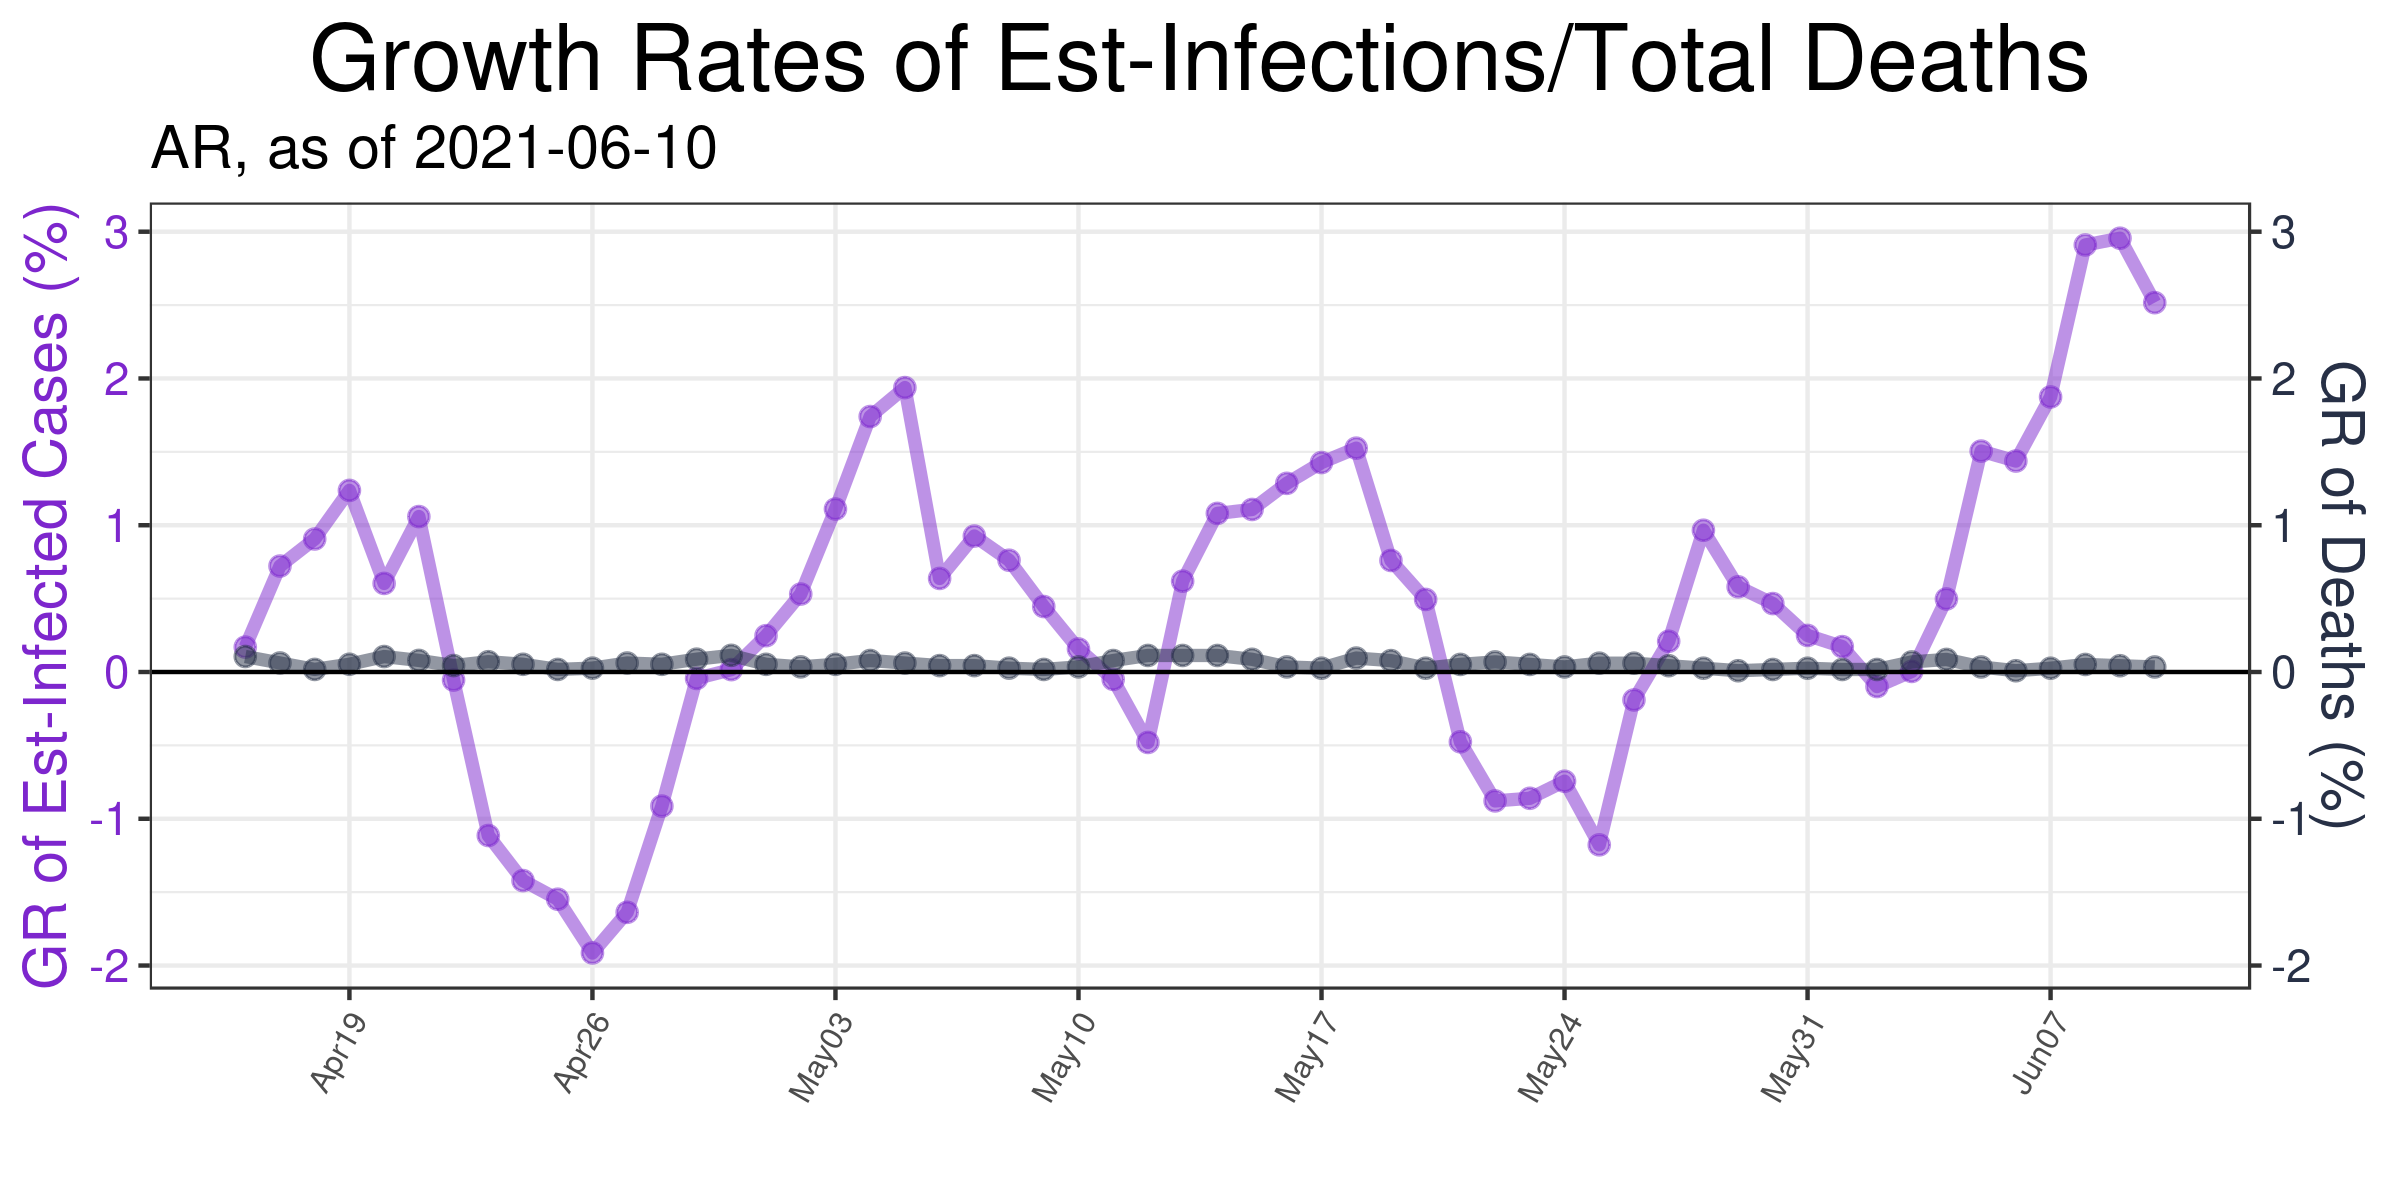 Growth Rates of Est-Infections/Total Deaths
AR, as of 2021-06-10
GR of Est-Infected Cases (%)
3
2
1
0
-1
-2
3
2
1
0
-1
-2
GR of Deaths (%)
Apr19
Apr26
May03
May10
May17
May24
May31
Jun07